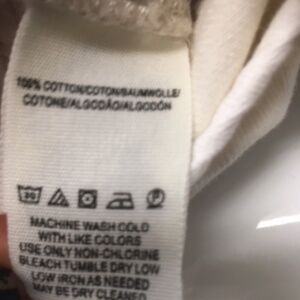 100% COTTON/COTON/BAUMWOLLE/
COTONE/ALGODÃO/ALGODÓN
30
MACHINE WASH COLD
WITH LIKE COLORS
USE ONLY NON-CHLORINE
BLEACH TUMBLE DRY LOW
LOW IRON AS NEEDED
MAY BE DRY CLEANED